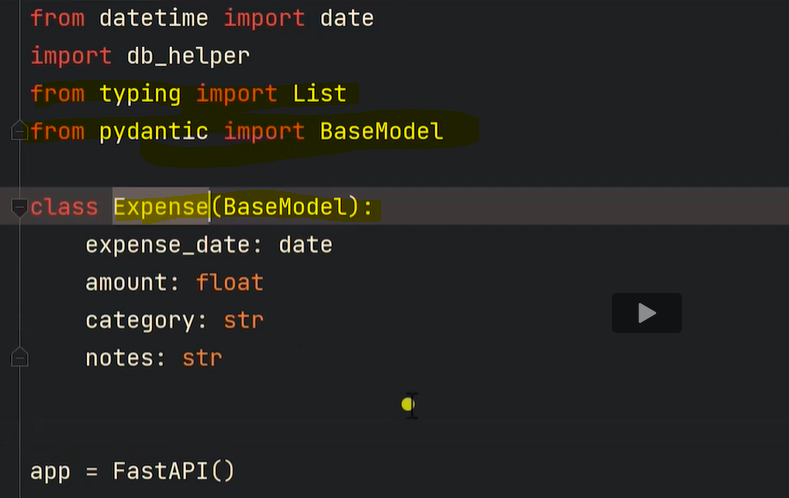 from datetime import date
import db_helper
from typing import List
from pydantic import BaseModel
class Expense(BaseModel):
expense_date: date
amount: float
category: str
notes: str
app = FastAPI()